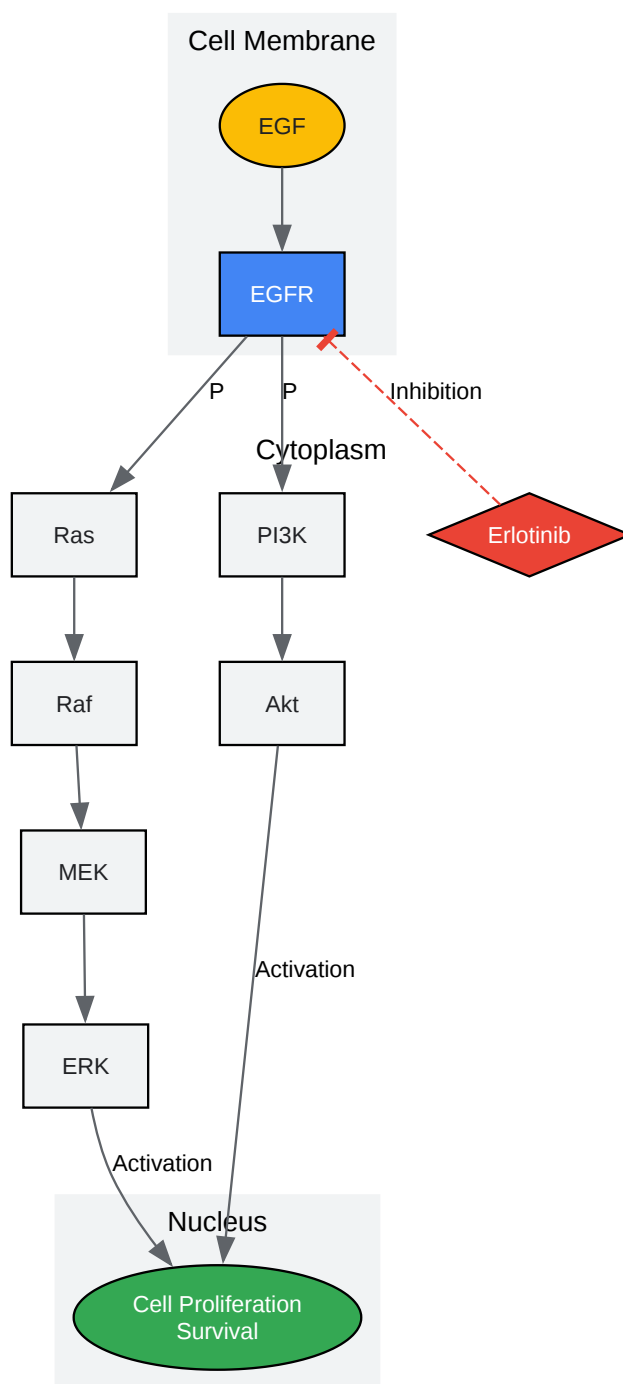 Cell Membrane
EGF
EGFR
P
P
Inhibition
Cytoplasm
Ras
PI3K
Erlotinib
Raf
Akt
MEK
Activation
ERK
Activation
Nucleus
Cell Proliferation
Survival